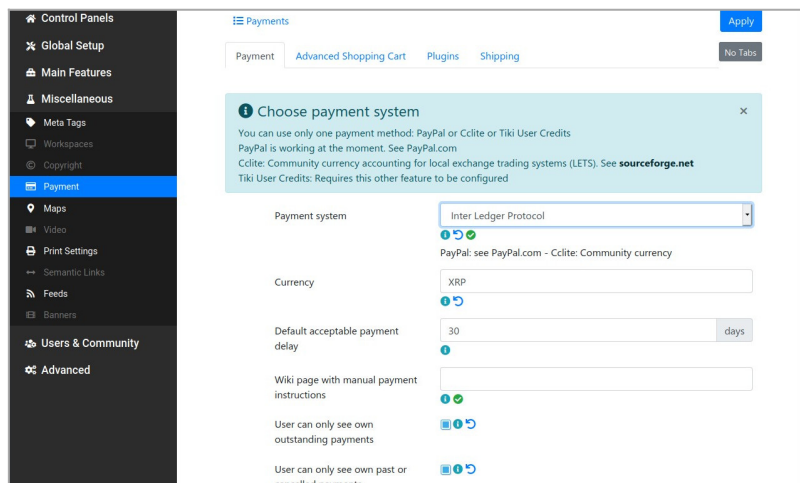 Control Panels
Global Setup
Main Features
Miscellaneous
Meta Tags
Workspaces
Copyright
Payment
Maps
Video
Print Settings
Semantic Links
Feeds
Banners
Users & Community
Advanced
Payments
Apply
Payment
Advanced Shopping Cart
Plugins
Shipping
No Tabs
Choose payment system
×
You can use only one payment method: PayPal or Cclite or Tiki User Credits
PayPal is working at the moment. See PayPal.com
Cclite: Community currency accounting for local exchange trading systems (LETS). See sourceforge.net
Tiki User Credits: Requires this other feature to be configured
Payment system
Inter Ledger Protocol
PayPal: see PayPal.com - Cclite: Community currency
Currency
XRP
Default acceptable payment
delay
30
days
Wiki page with manual payment
instructions
User can only see own
outstanding payments
User can only see own past or